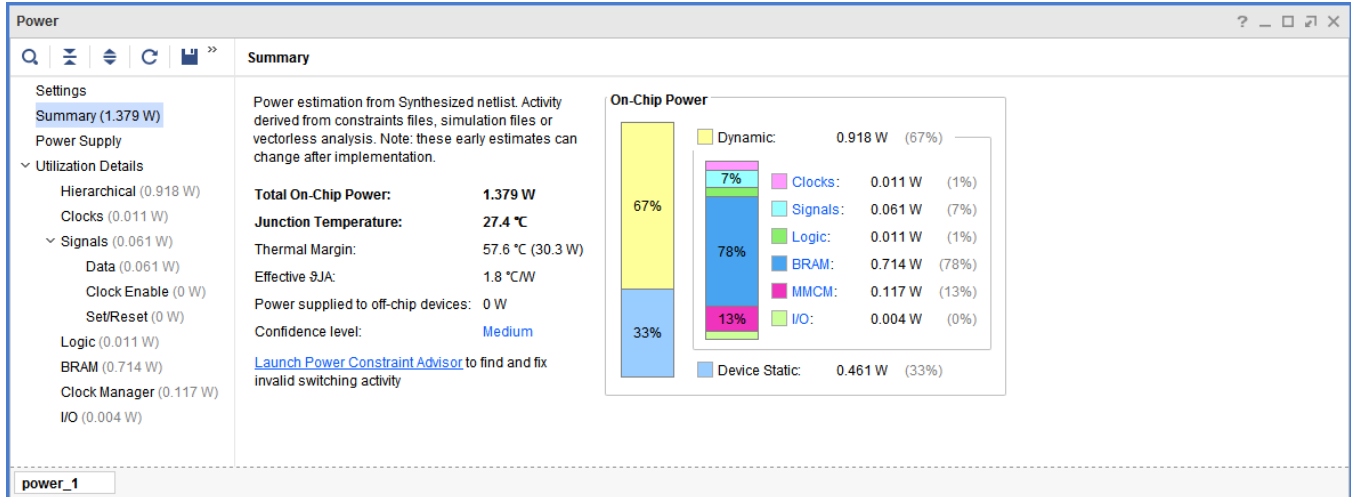 Power
? _
»
Summary
Settings
Summary (1.379 W)
Power Supply
Utilization Details
Hierarchical (0.918 W)
Clocks (0.011 W)
Signals (0.061 W)
Data (0.061 W)
Clock Enable (0 W)
Set/Reset (0 W)
Logic (0.011 W)
BRAM (0.714 W)
Clock Manager (0.117 W)
I/O (0.004 W)
Power estimation from Synthesized netlist. Activity
derived from constraints files, simulation files or
vectorless analysis. Note: these early estimates can
change after implementation.
Total On-Chip Power: 1.379 W
Junction Temperature: 27.4 °C
Thermal Margin: 57.6 °C (30.3 W)
Effective ϑJA: 1.8 °C/W
Power supplied to off-chip devices: 0 W
Confidence level: Medium
Launch Power Constraint Advisor to find and fix
invalid switching activity
On-Chip Power
67%
33%
Dynamic: 0.918 W (67%)
7%
78%
13%
Clocks: 0.011 W (1%)
Signals: 0.061 W (7%)
Logic: 0.011 W (1%)
BRAM: 0.714 W (78%)
MMCM: 0.117 W (13%)
I/O: 0.004 W (0%)
Device Static: 0.461 W (33%)
power_1